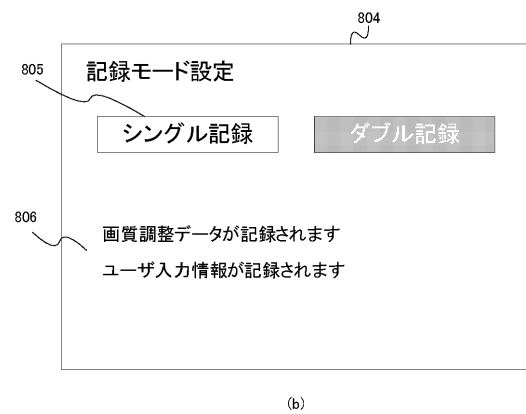 804
805
記録モード設定
シングル記録 ダブル記録
806
画質調整データが記録されます
ユーザ入力情報が記録されます
(b)